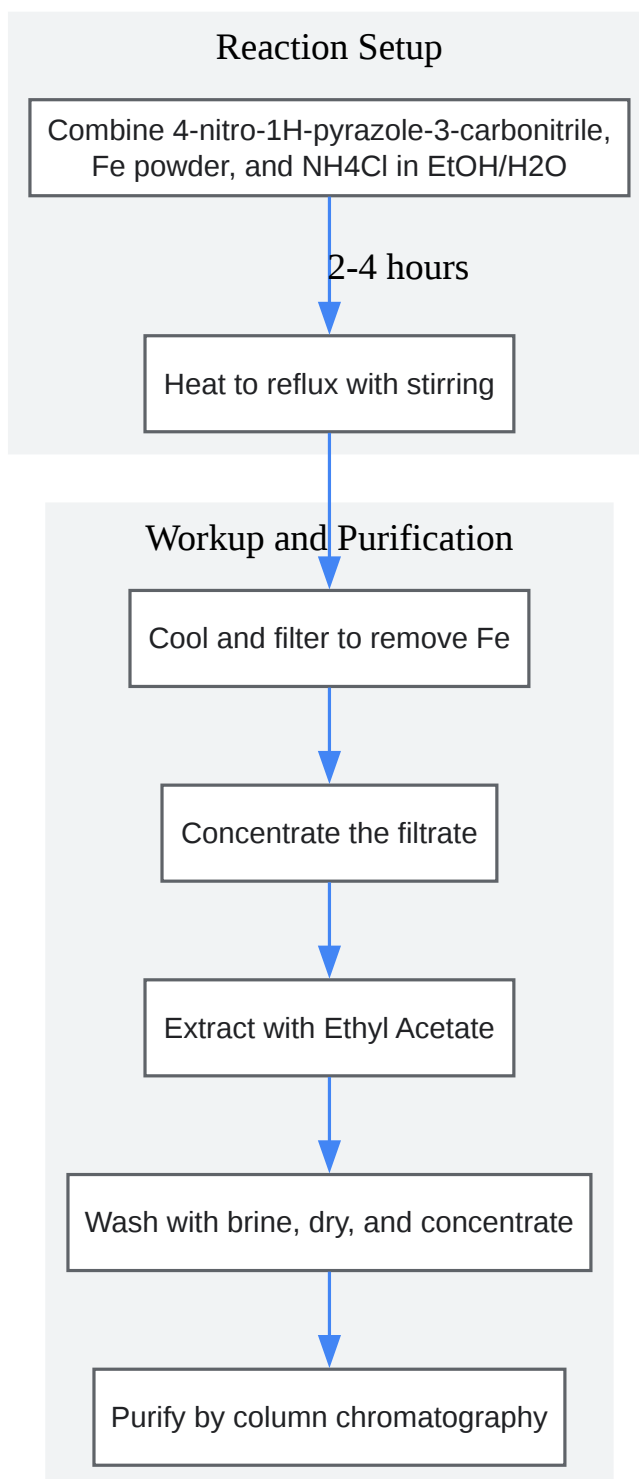 Reaction Setup
Combine 4-nitro-1H-pyrazole-3-carbonitrile,
Fe powder, and NH4Cl in EtOH/H2O
2-4 hours
Heat to reflux with stirring
Workup and Purification
Cool and filter to remove Fe
Concentrate the filtrate
Extract with Ethyl Acetate
Wash with brine, dry, and concentrate
Purify by column chromatography